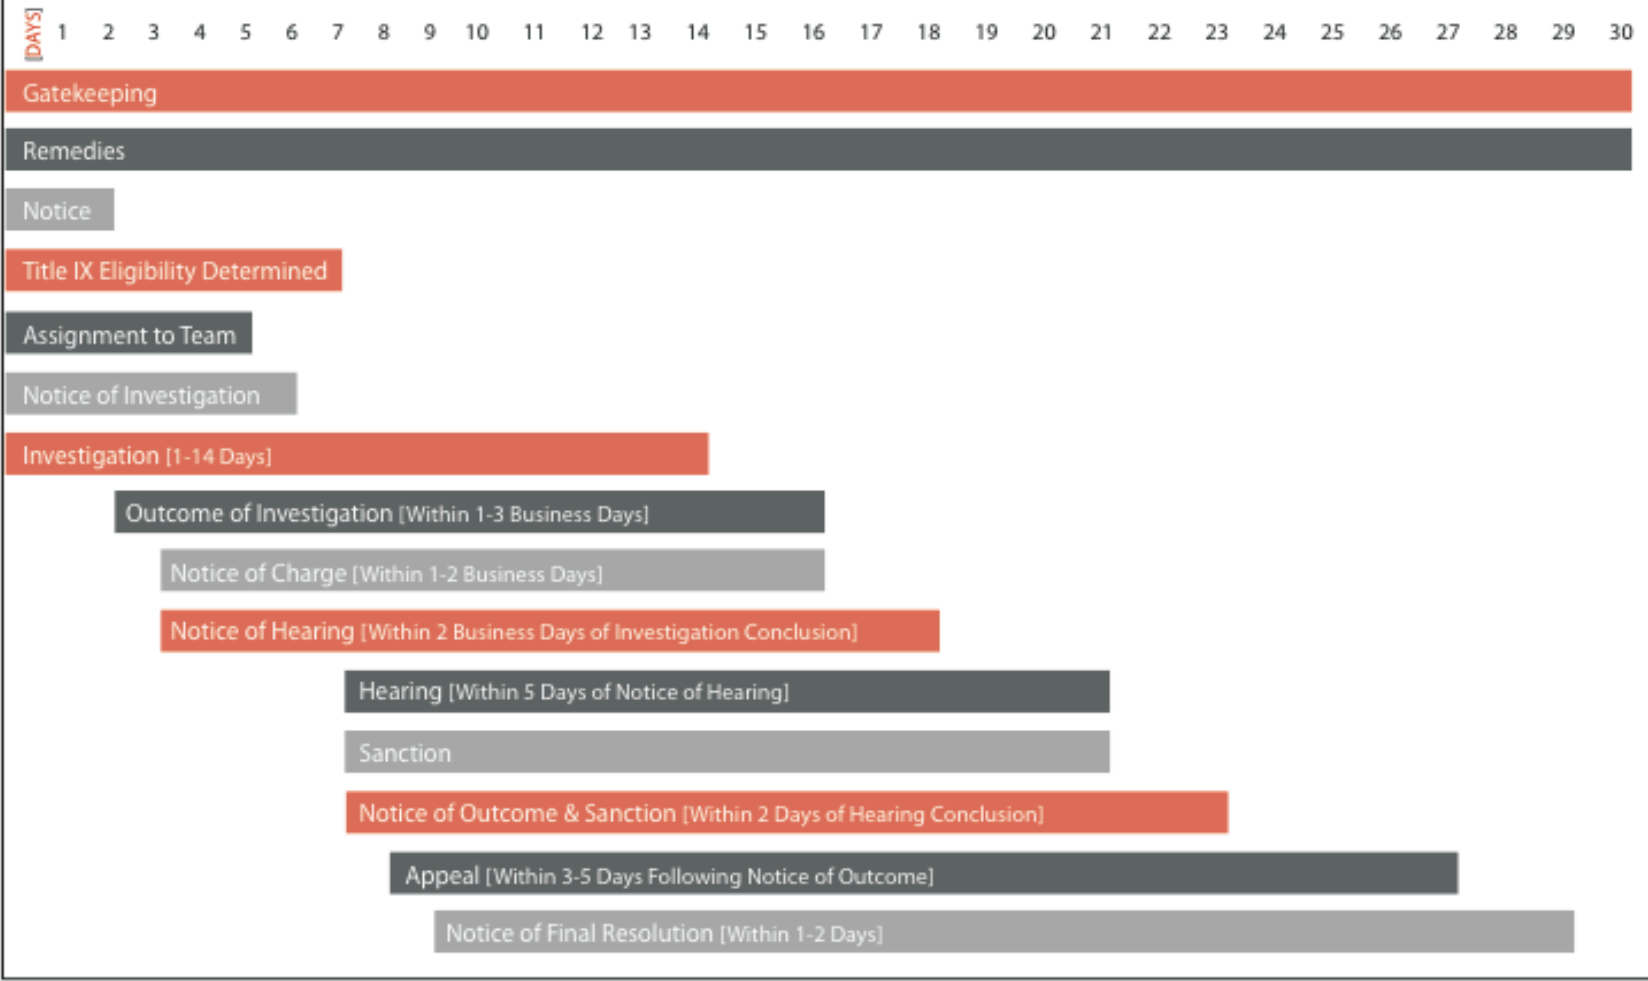 [DAYS] 1 2 3 4 5 6 7 8 9 10 11 12 13 14 15 16 17 18 19 20 21 22 23 24 25 26 27 28 29 30
Gatekeeping
Remedies
Notice
Title IX Eligibility Determined
Assignment to Team
Notice of Investigation
Investigation [1-14 Days]
Outcome of Investigation [Within 1-3 Business Days]
Notice of Charge [Within 1-2 Business Days]
Notice of Hearing [Within 2 Business Days of Investigation Conclusion]
Hearing [Within 5 Days of Notice of Hearing]
Sanction
Notice of Outcome & Sanction [Within 2 Days of Hearing Conclusion]
Appeal [Within 3-5 Days Following Notice of Outcome]
Notice of Final Resolution [Within 1-2 Days]